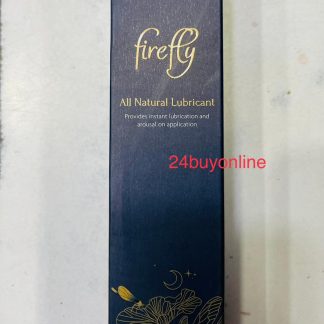 firefly
All Natural Lubricant
Provides instant lubrication and
arousal on application
24buyonline